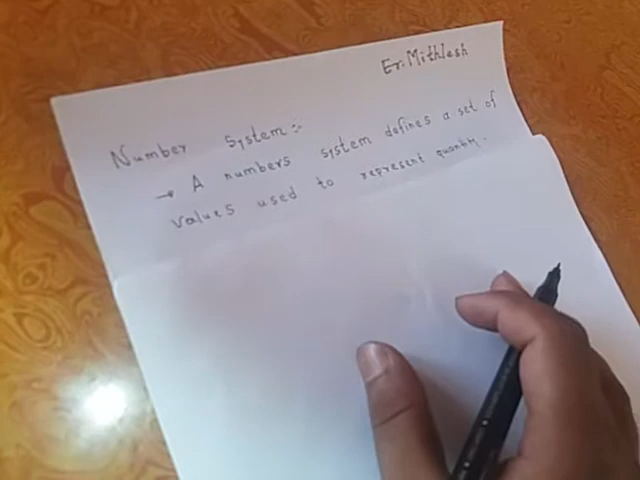 Er. Mithlesh
Number System :-
→ A numbers system defines a set of
values used to represent quantity.